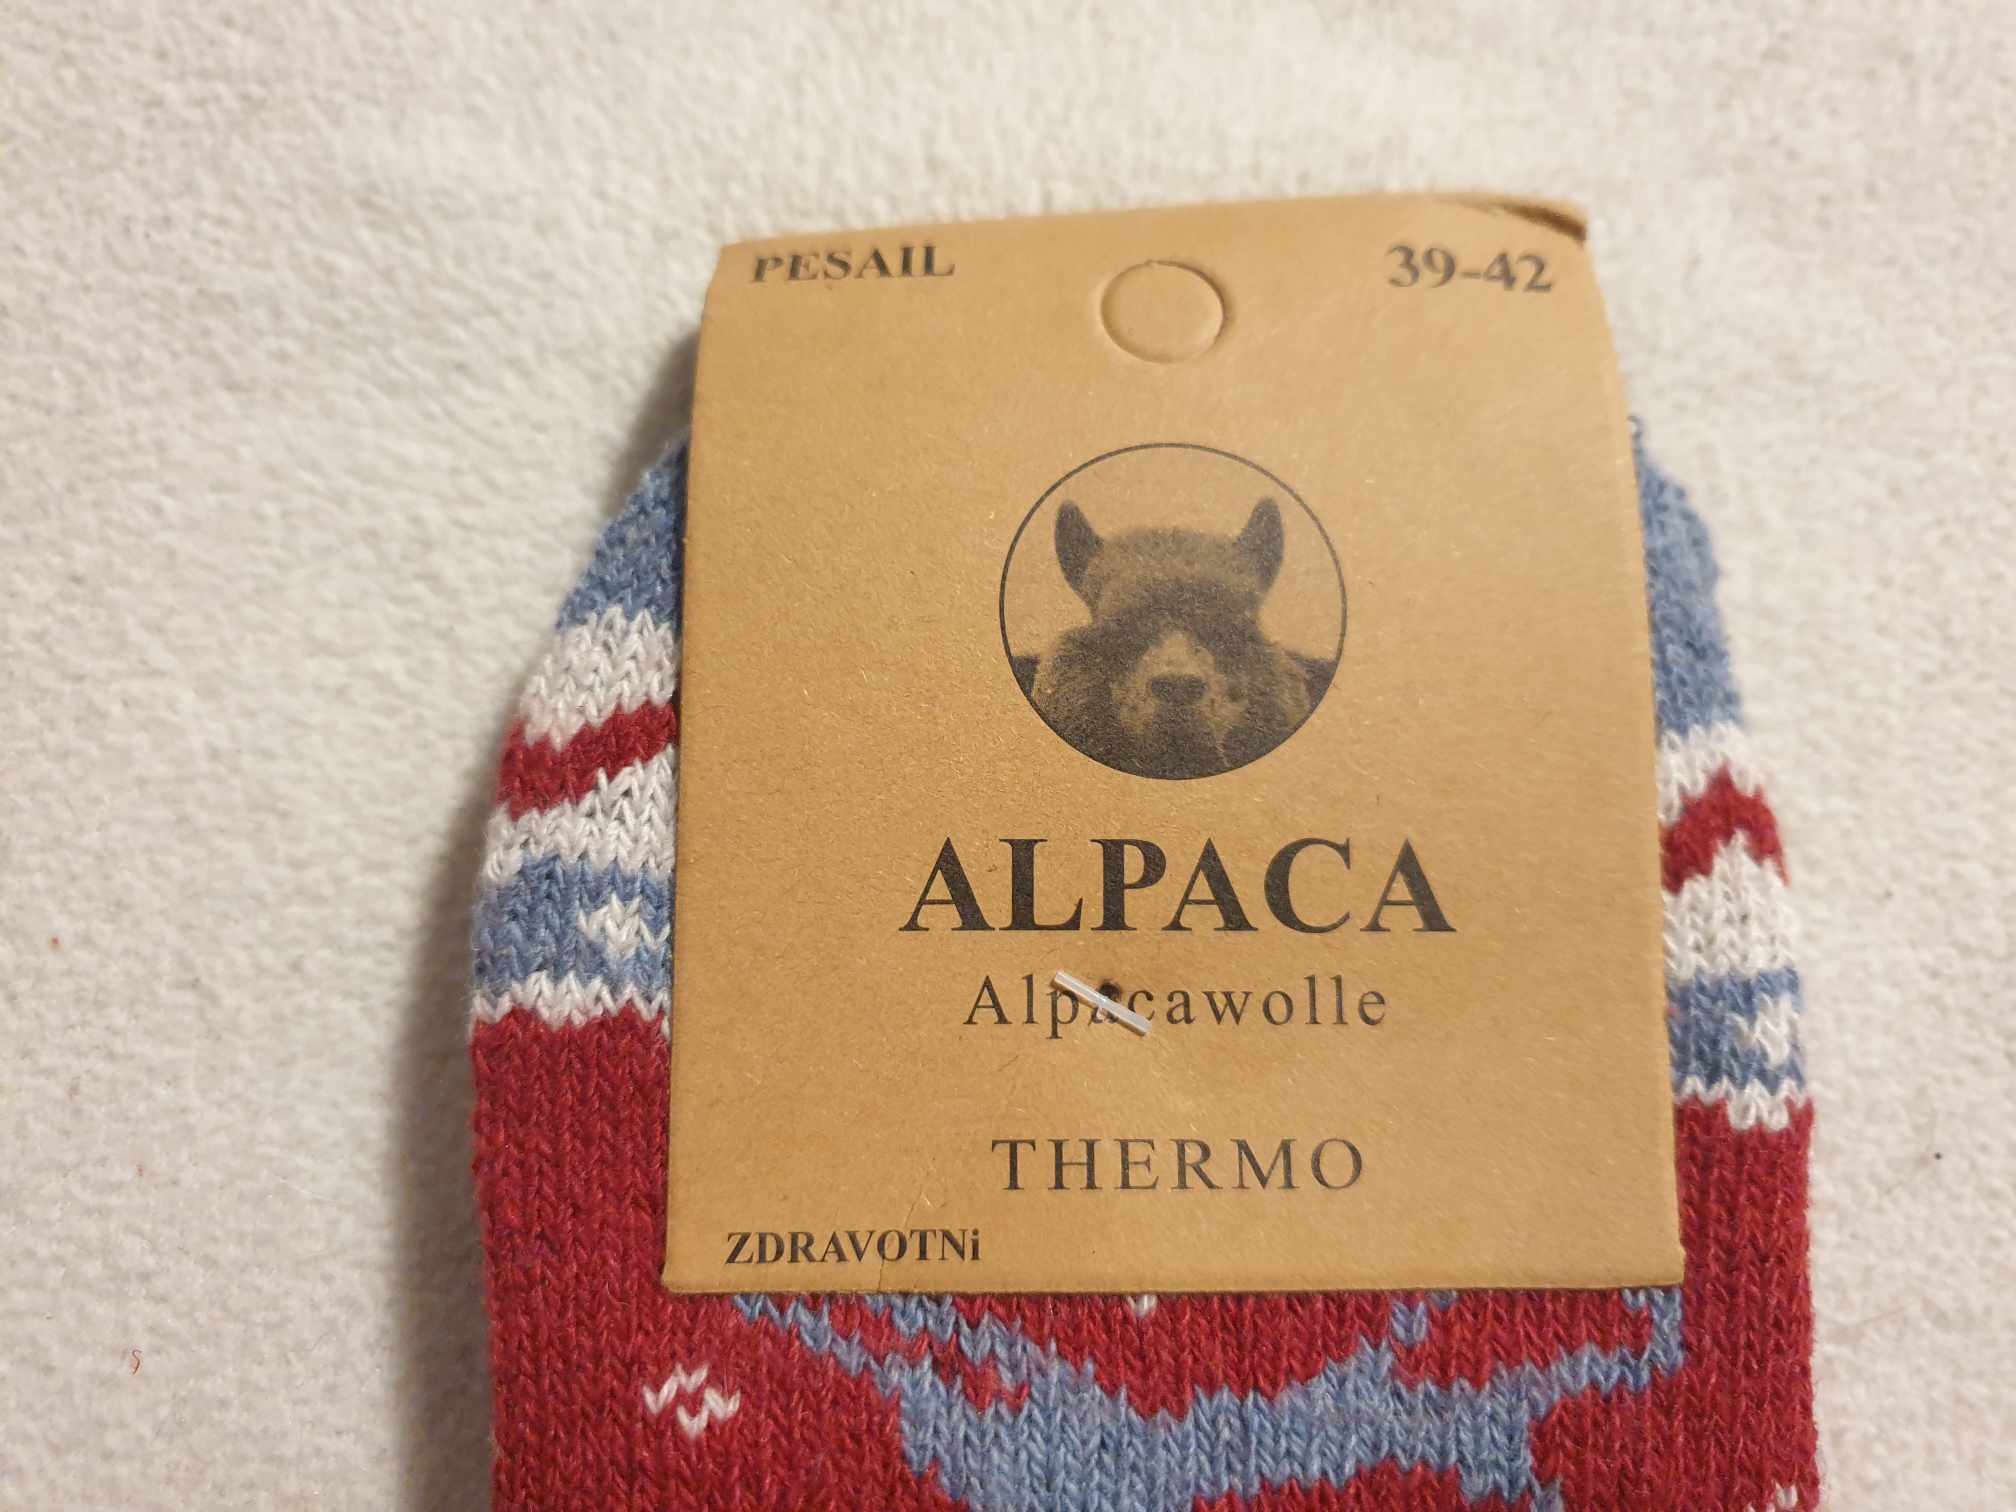 PESAIL 39-42
ALPACA
Alpacawolle
THERMO
ZDRAVOTNi